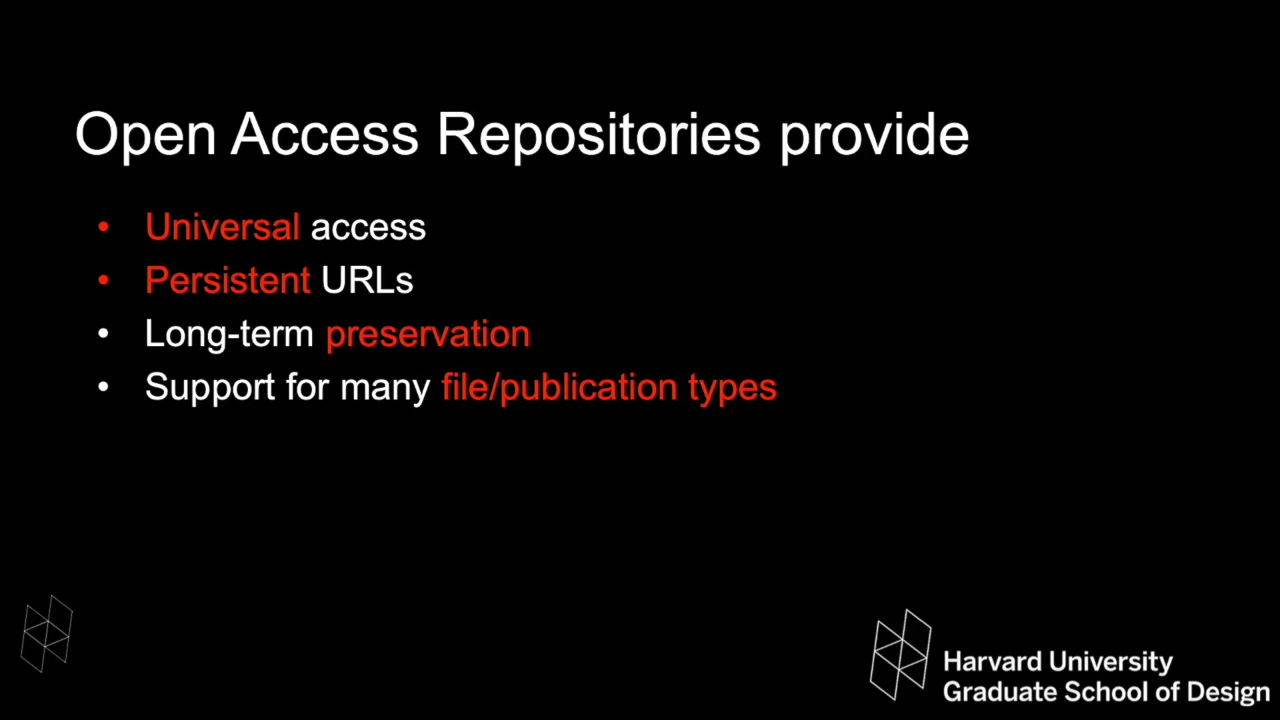 Open Access Repositories provide
• Universal access
• Persistent URLs
• Long-term preservation
• Support for many file/publication types
Harvard University
Graduate School of Design